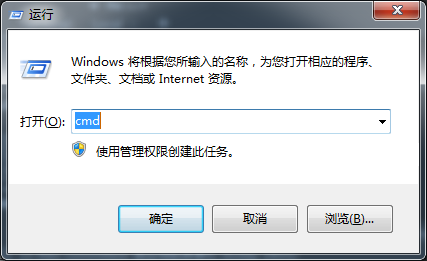 运行
Windows 将根据您所输入的名称，为您打开相应的程序、
文件夹、文档或 Internet 资源。
打开(O): cmd
使用管理权限创建此任务。
确定 取消 浏览(B)...